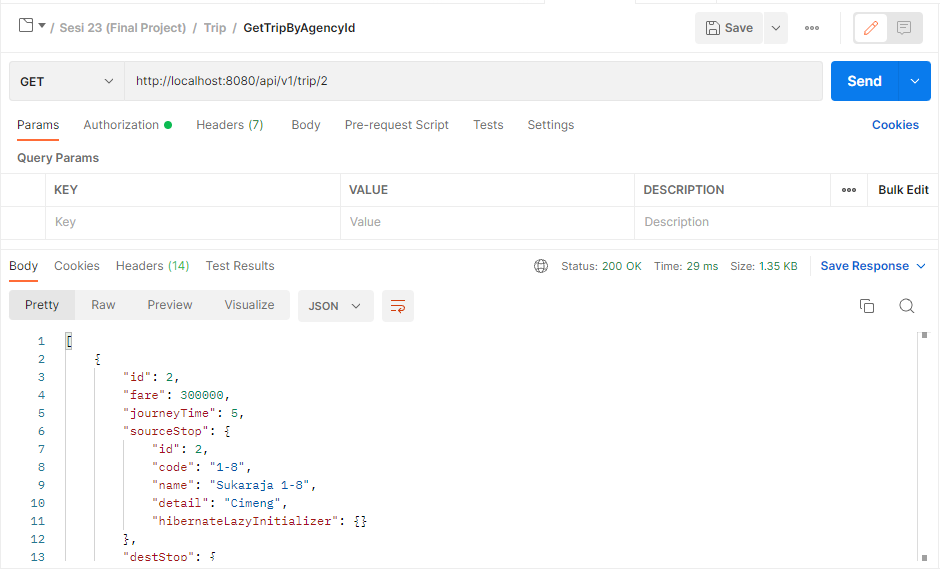 / Sesi 23 (Final Project) / Trip / GetTripByAgencyId
Save
GET
http://localhost:8080/api/v1/trip/2
Send
Params Authorization Headers (7) Body Pre-request Script Tests Settings Cookies
Query Params
KEY VALUE DESCRIPTION Bulk Edit
Key Value Description
Body Cookies Headers (14) Test Results Status: 200 OK Time: 29 ms Size: 1.35 KB Save Response
Pretty Raw Preview Visualize JSON
1 [
2 {
3 "id": 2,
4 "fare": 300000,
5 "journeyTime": 5,
6 "sourceStop": {
7 "id": 2,
8 "code": "1-8",
9 "name": "Sukaraja 1-8",
10 "detail": "Cimeng",
11 "hibernateLazyInitializer": {}
12 },
13 "destStop": {